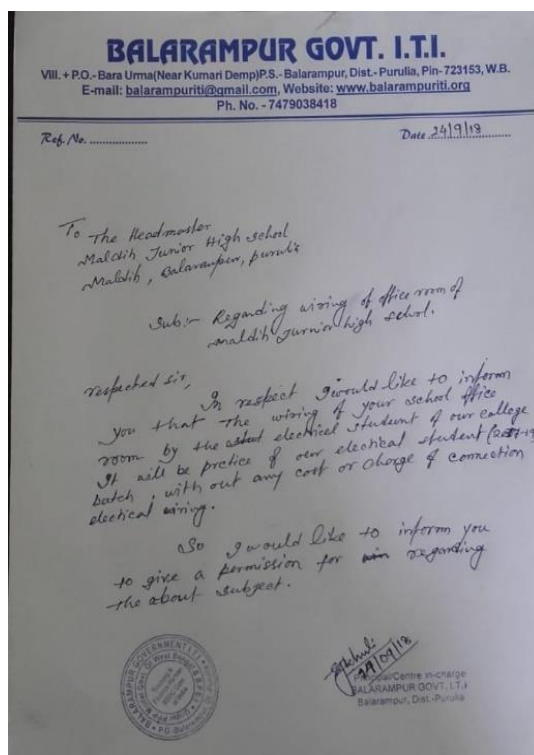 BALARAMPUR GOVT. I.T.I.
Vill. + P.O.- Bara Urma(Near Kumari Demp)P.S.- Balarampur, Dist.- Purulia, Pin- 723153, W.B.
E-mail: balarampuriti@gmail.com, Website: www.balarampuriti.org
Ph. No. - 7479038418
Ref. No. ..................
Date 24/9/18
To The Headmaster
Maldih Junior High school
Maldih, Balarampur, purulia
Sub:- Regarding wiring of office room of
maldih Jurnior high school.
respected sir,
In respect I would like to inform
you that The wiring of your school office
room by the electrical student of our college
It will be prctice of our electical student (2017-19
batch, with out any cost or charge of connection
electical wiring.
So I would like to inform you
to give a permission for regarding
the about subject.
24/09/18
Principal/Centre in-charge
BALARAMPUR GOVT. I.T.I
Balarampur, Dist.-Purulia